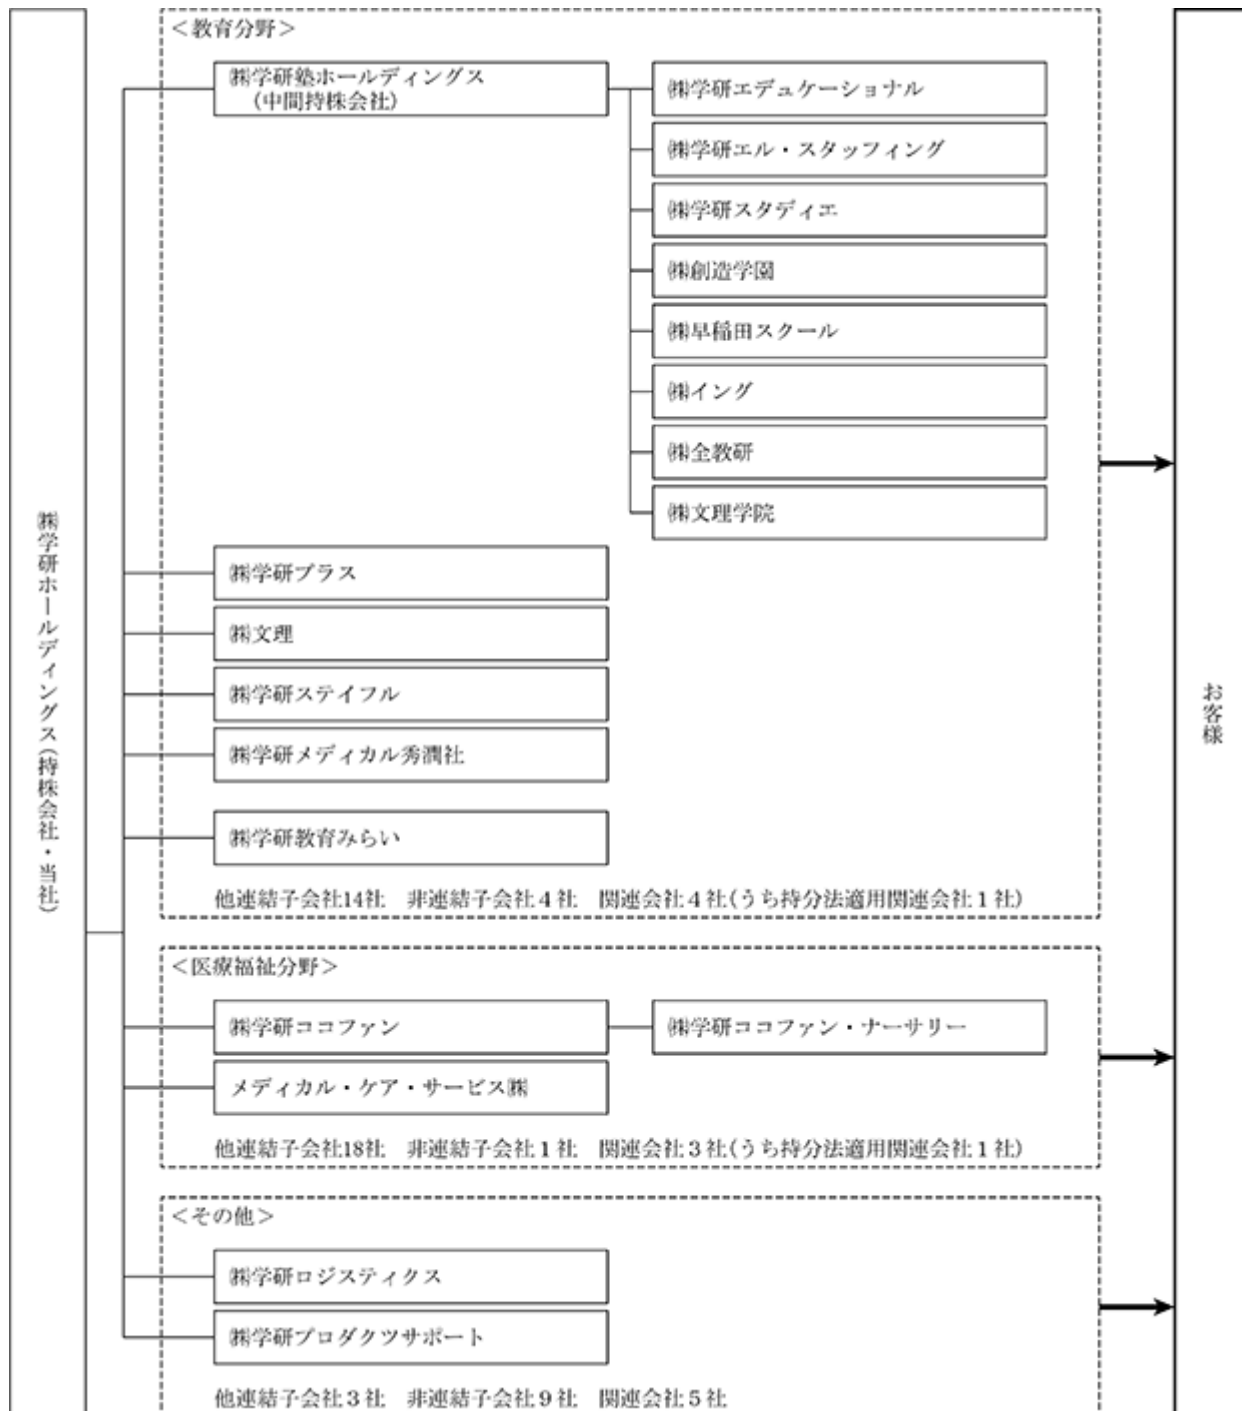 ㈱学研ホールディングス(持株会社・当社)
＜教育分野＞
㈱学研塾ホールディングス
(中間持株会社)
㈱学研エデュケーショナル
㈱学研エル・スタッフィング
㈱学研スタディエ
㈱創造学園
㈱早稲田スクール
㈱イング
㈱全教研
㈱文理学院
㈱学研プラス
㈱文理
㈱学研ステイフル
㈱学研メディカル秀潤社
㈱学研教育みらい
他連結子会社14社　非連結子会社４社　関連会社４社(うち持分法適用関連会社１社)
＜医療福祉分野＞
㈱学研ココファン
㈱学研ココファン・ナーサリー
メディカル・ケア・サービス㈱
他連結子会社18社　非連結子会社１社　関連会社３社(うち持分法適用関連会社１社)
＜その他＞
㈱学研ロジスティクス
㈱学研プロダクツサポート
他連結子会社３社　非連結子会社９社　関連会社５社
お客様